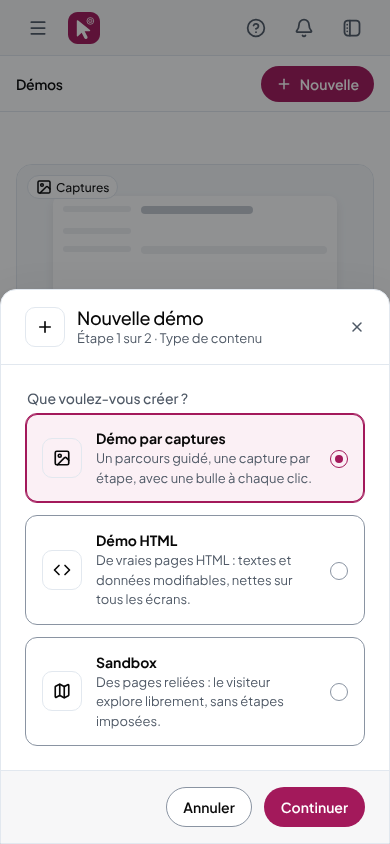 Démos
Nouvelle
Captures
Nouvelle démo
Étape 1 sur 2 · Type de contenu
Que voulez-vous créer ?
Démo par captures
Un parcours guidé, une capture par
étape, avec une bulle à chaque clic.
Démo HTML
De vraies pages HTML : textes et
données modifiables, nettes sur
tous les écrans.
Sandbox
Des pages reliées : le visiteur
explore librement, sans étapes
imposées.
Annuler
Continuer